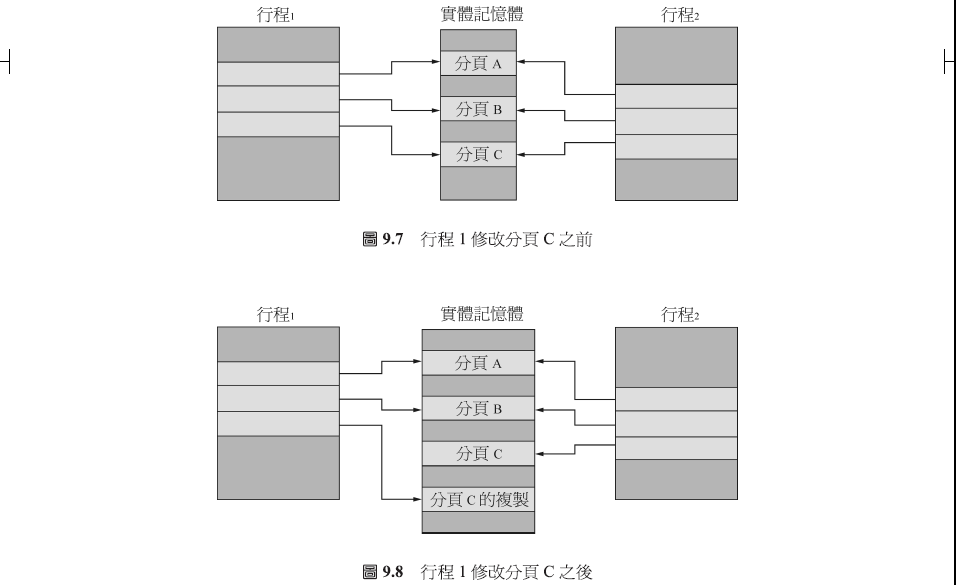 行程1 實體記憶體 行程2
分頁 A
分頁 B
分頁 C
圖 9.7 行程 1 修改分頁 C 之前
行程1 實體記憶體 行程2
分頁 A
分頁 B
分頁 C
分頁 C 的複製
圖 9.8 行程 1 修改分頁 C 之後